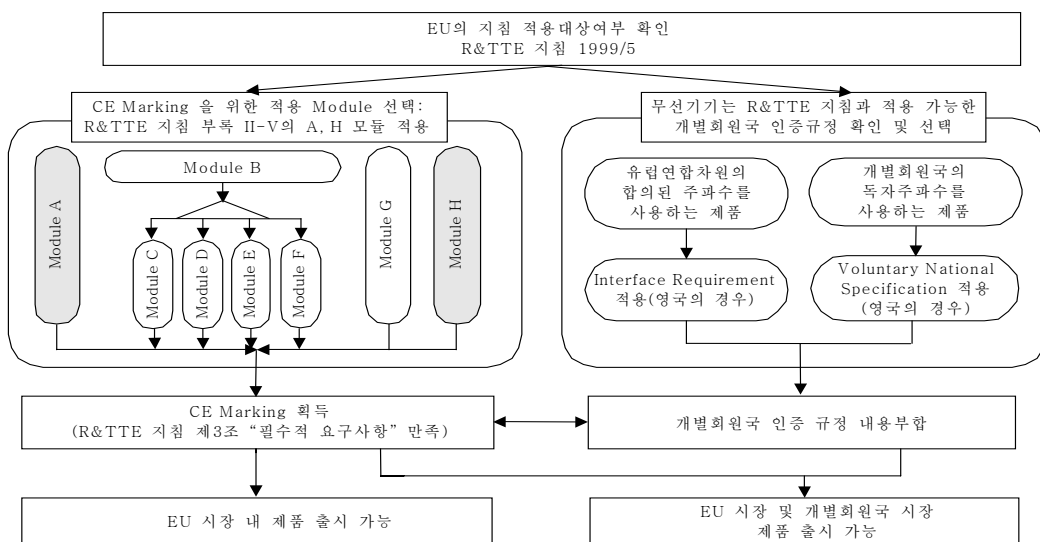 EU의 지침 적용대상여부 확인
R&TTE 지침 1999/5
CE Marking 을 위한 적용 Module 선택:
R&TTE 지침 부록 II-V의 A, H 모듈 적용
무선기기는 R&TTE 지침과 적용 가능한
개별회원국 인증규정 확인 및 선택
Module A
Module B
Module C
Module D
Module E
Module F
Module G
Module H
유럽연합차원의
합의된 주파수를
사용하는 제품
개별회원국의
독자주파수를
사용하는 제품
Interface Requirement
적용(영국의 경우)
Voluntary National
Specification 적용
(영국의 경우)
CE Marking 획득
(R&TTE 지침 제3조 “필수적 요구사항” 만족)
개별회원국 인증 규정 내용부합
EU 시장 내 제품 출시 가능
EU 시장 및 개별회원국 시장
제품 출시 가능